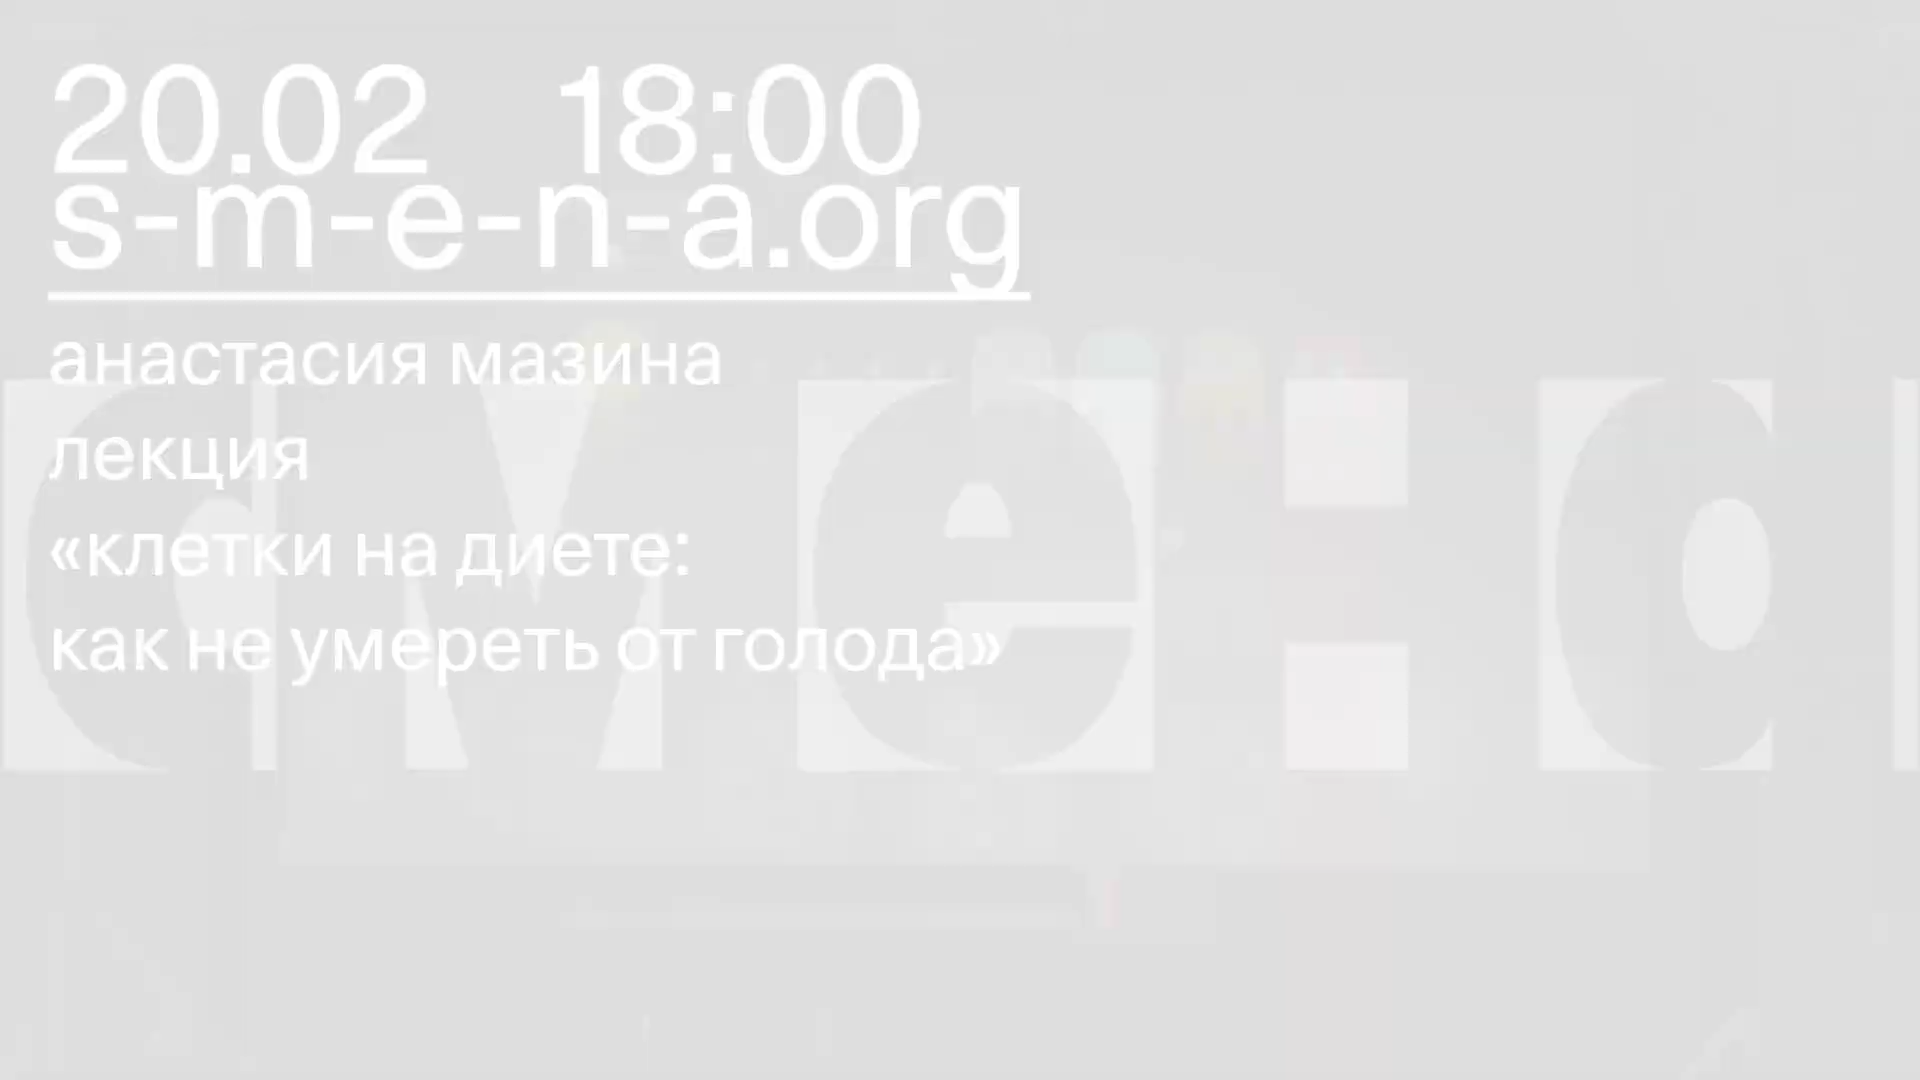 20.02 18:00
s-m-e-n-a.org
анастасия мазина
лекция
«клетки на диете:
как не умереть от голода»